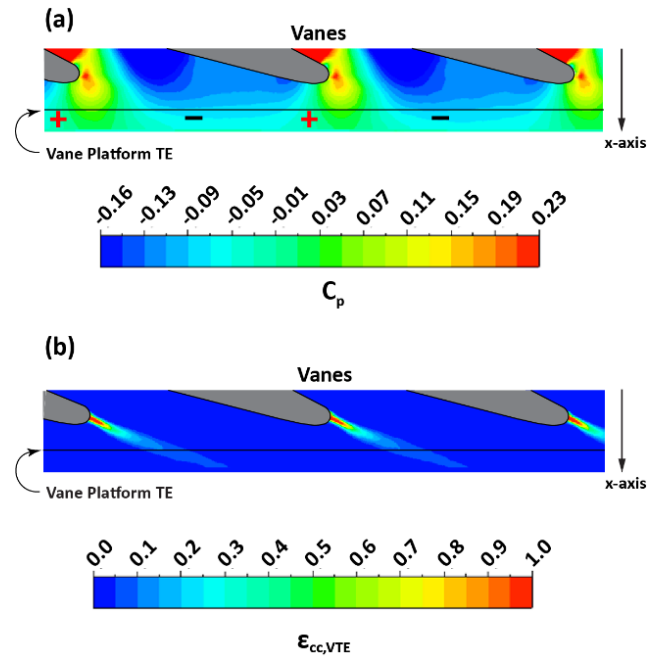 (a)
Vanes
+ − + −
Vane Platform TE
x-axis
-0.16 -0.13 -0.09 -0.05 -0.01 0.03 0.07 0.11 0.15 0.19 0.23
Cp
(b)
Vanes
Vane Platform TE
x-axis
0.0 0.1 0.2 0.3 0.4 0.5 0.6 0.7 0.8 0.9 1.0
εcc,VTE